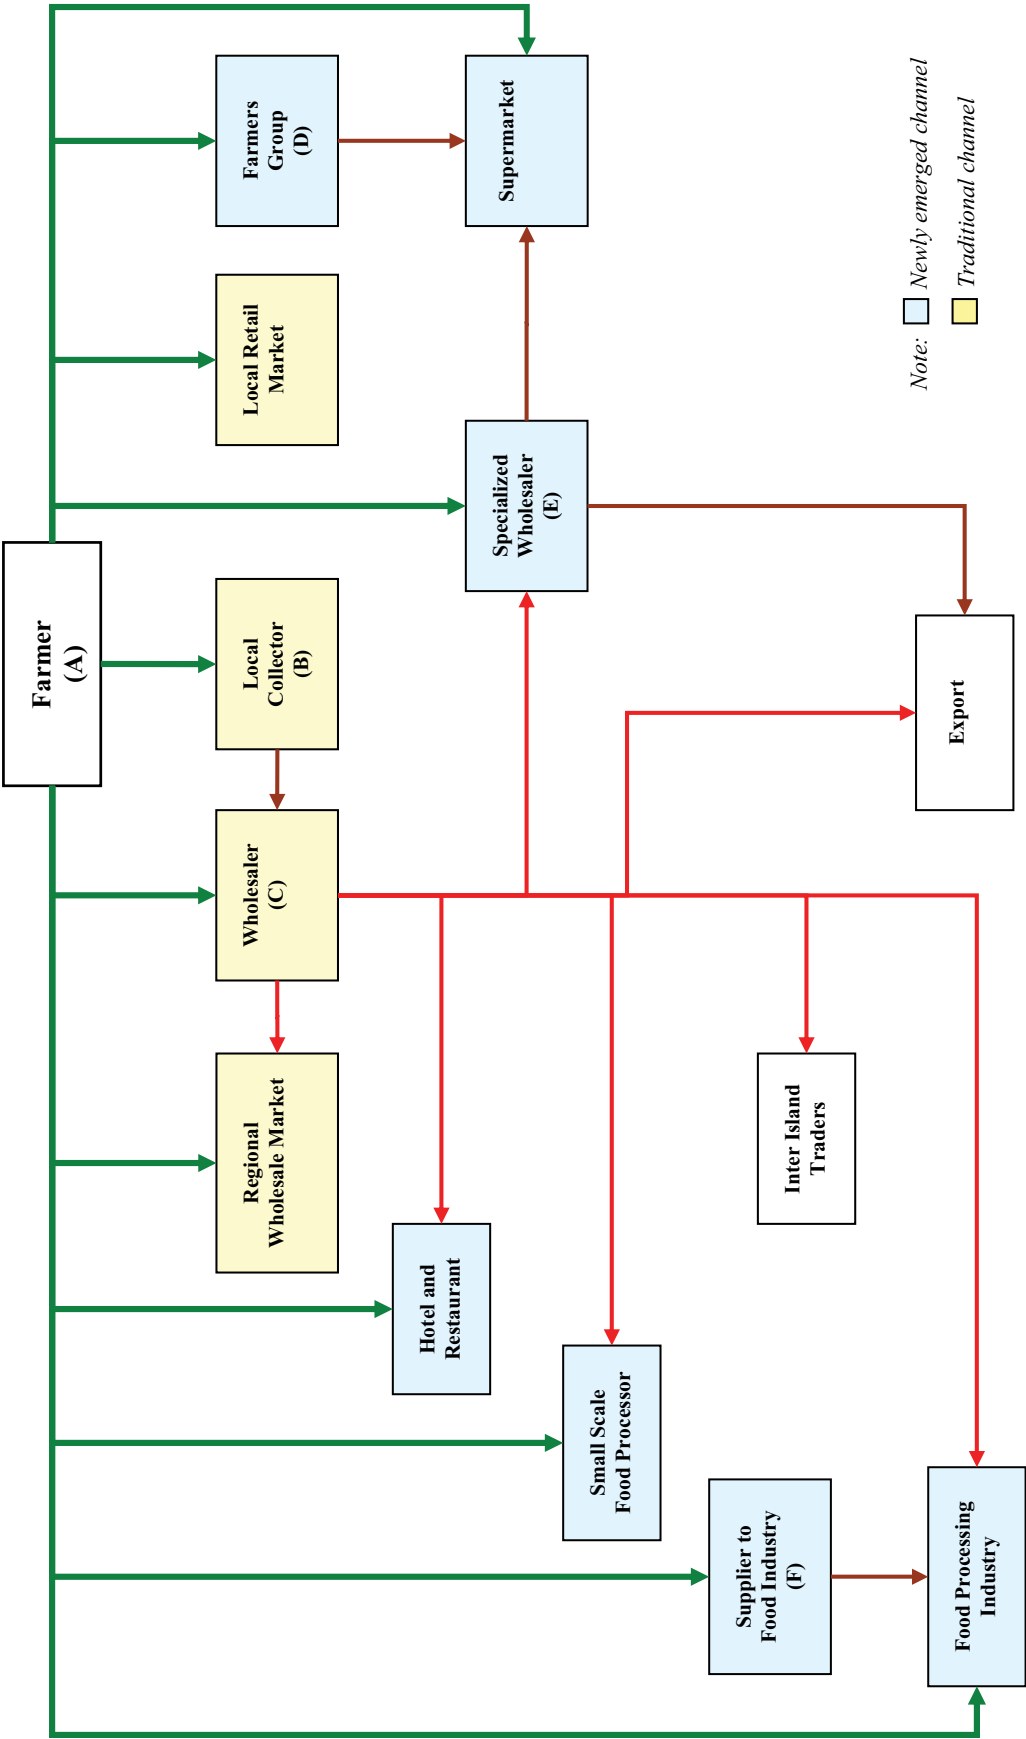 Farmer
(A)
Supplier to
Food Industry
(F)
Food Processing
Industry
Small Scale
Food Processor
Hotel and
Restaurant
Regional
Wholesale Market
Wholesaler
(C)
Local
Collector
(B)
Inter Island
Traders
Export
Specialized
Wholesaler
(E)
Local Retail
Market
Farmers
Group
(D)
Supermarket
Note: Newly emerged channel
Traditional channel